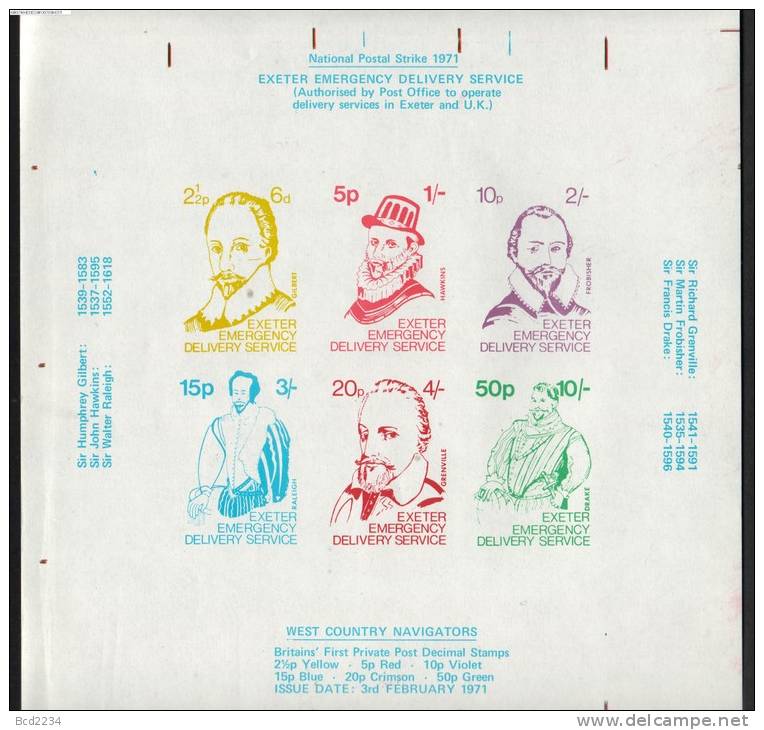 National Postal Strike 1971
EXETER EMERGENCY DELIVERY SERVICE
(Authorised by Post Office to operate
delivery services in Exeter and U.K.)
2½p 6d
GILBERT
EXETER
EMERGENCY
DELIVERY SERVICE
5p 1/-
HAWKINS
EXETER
EMERGENCY
DELIVERY SERVICE
10p 2/-
FROBISHER
EXETER
EMERGENCY
DELIVERY SERVICE
Sir Humphrey Gilbert: 1539-1583
Sir John Hawkins: 1537-1595
Sir Walter Raleigh: 1552-1618
Sir Richard Grenville: 1541-1591
Sir Martin Frobisher: 1535-1594
Sir Francis Drake: 1540-1596
15p 3/-
RALEIGH
EXETER
EMERGENCY
DELIVERY SERVICE
20p 4/-
GRENVILLE
EXETER
EMERGENCY
DELIVERY SERVICE
50p 10/-
DRAKE
EXETER
EMERGENCY
DELIVERY SERVICE
WEST COUNTRY NAVIGATORS
Britains' First Private Post Decimal Stamps
2½p Yellow · 5p Red · 10p Violet
15p Blue · 20p Crimson · 50p Green
ISSUE DATE: 3rd FEBRUARY 1971
Bcd2234
delcampe.net